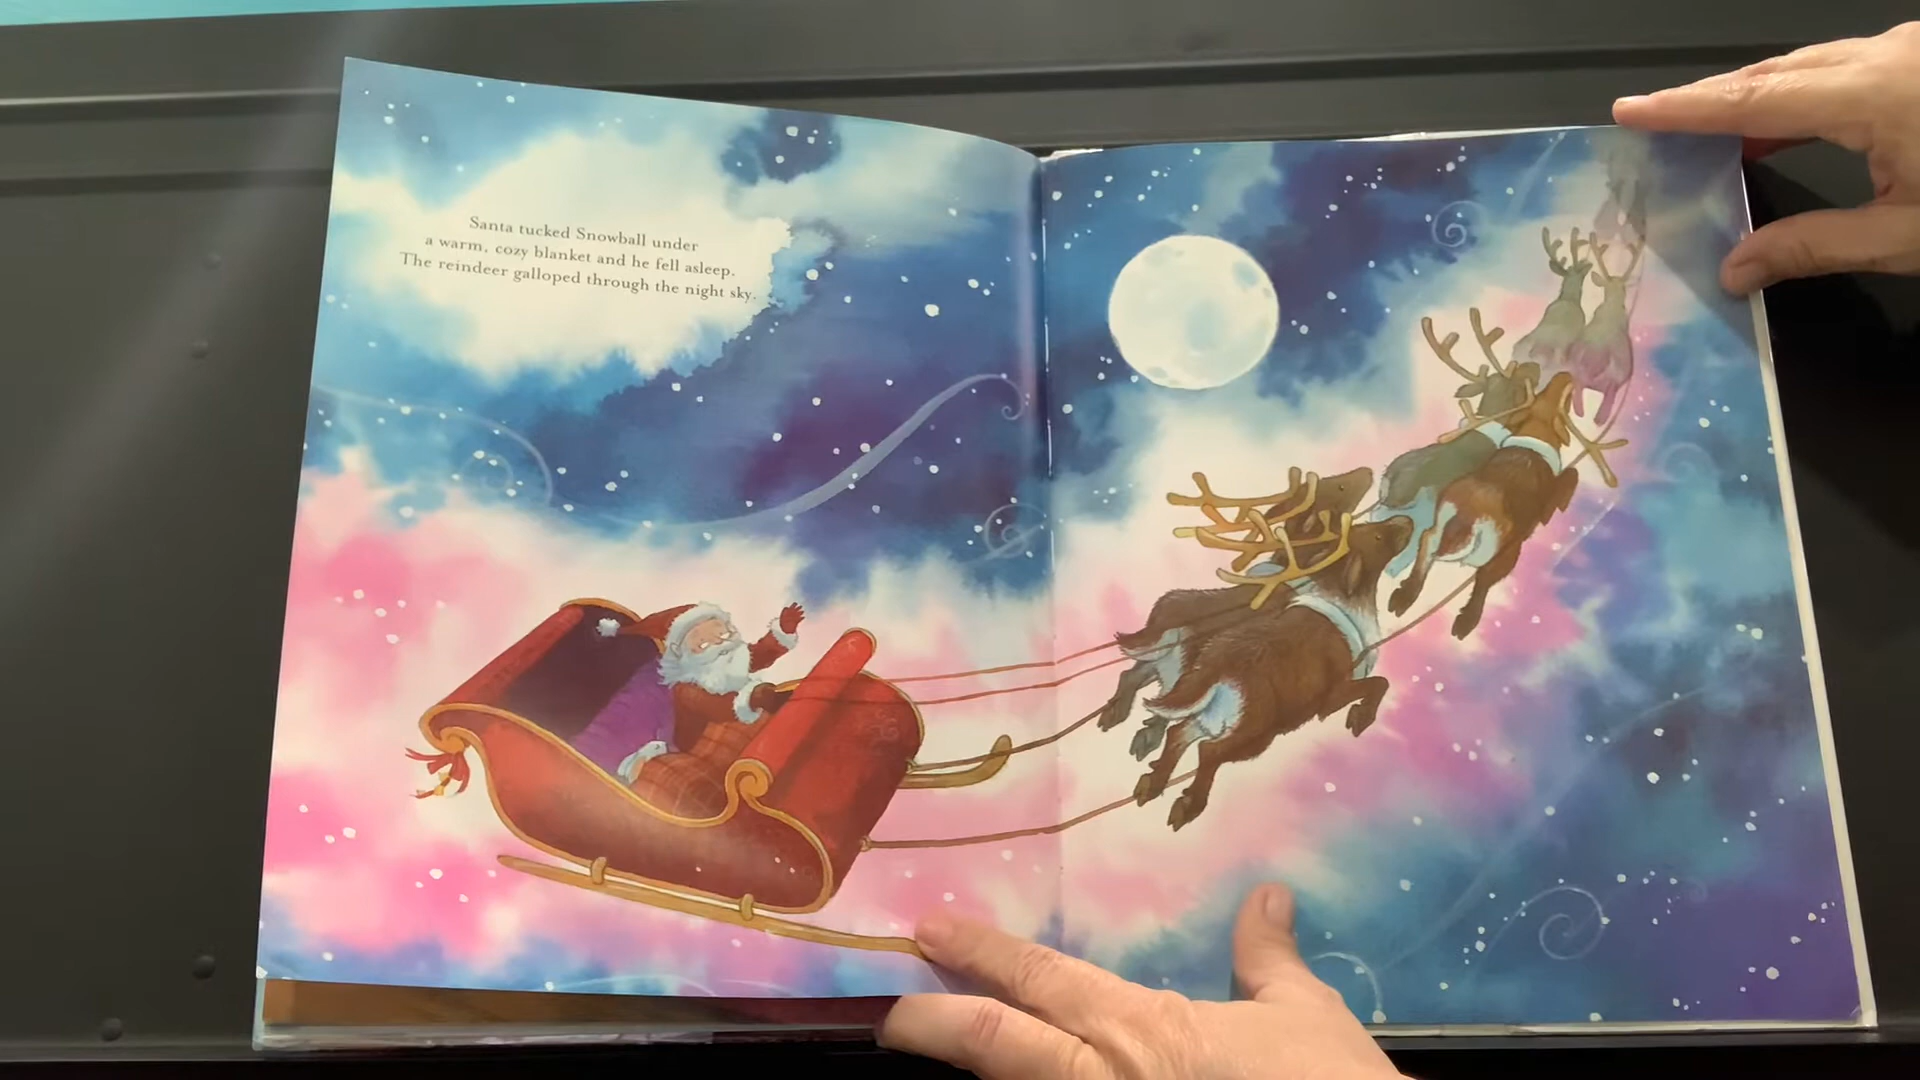 Santa tucked Snowball under
a warm, cozy blanket and he fell asleep.
The reindeer galloped through the night sky.